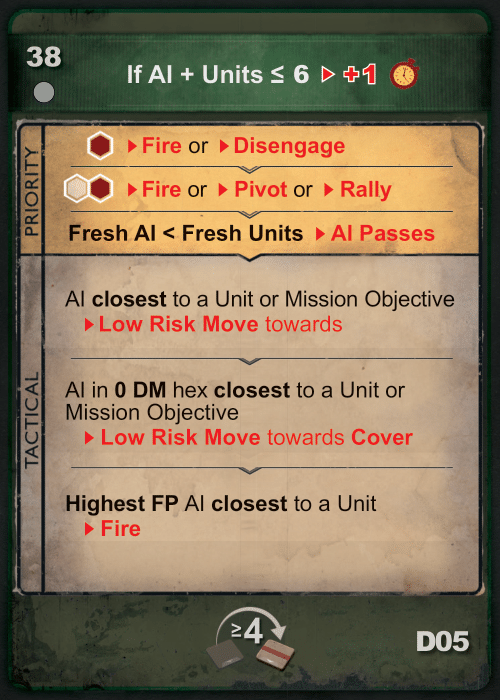 38
If AI + Units ≤ 6 ▷ +1
PRIORITY
▶Fire or ▶Disengage
▶Fire or ▶Pivot or ▶Rally
Fresh AI < Fresh Units ▶AI Passes
TACTICAL
AI closest to a Unit or Mission Objective
▶Low Risk Move towards
AI in 0 DM hex closest to a Unit or
Mission Objective
▶Low Risk Move towards Cover
Highest FP AI closest to a Unit
▶Fire
≥4
D05